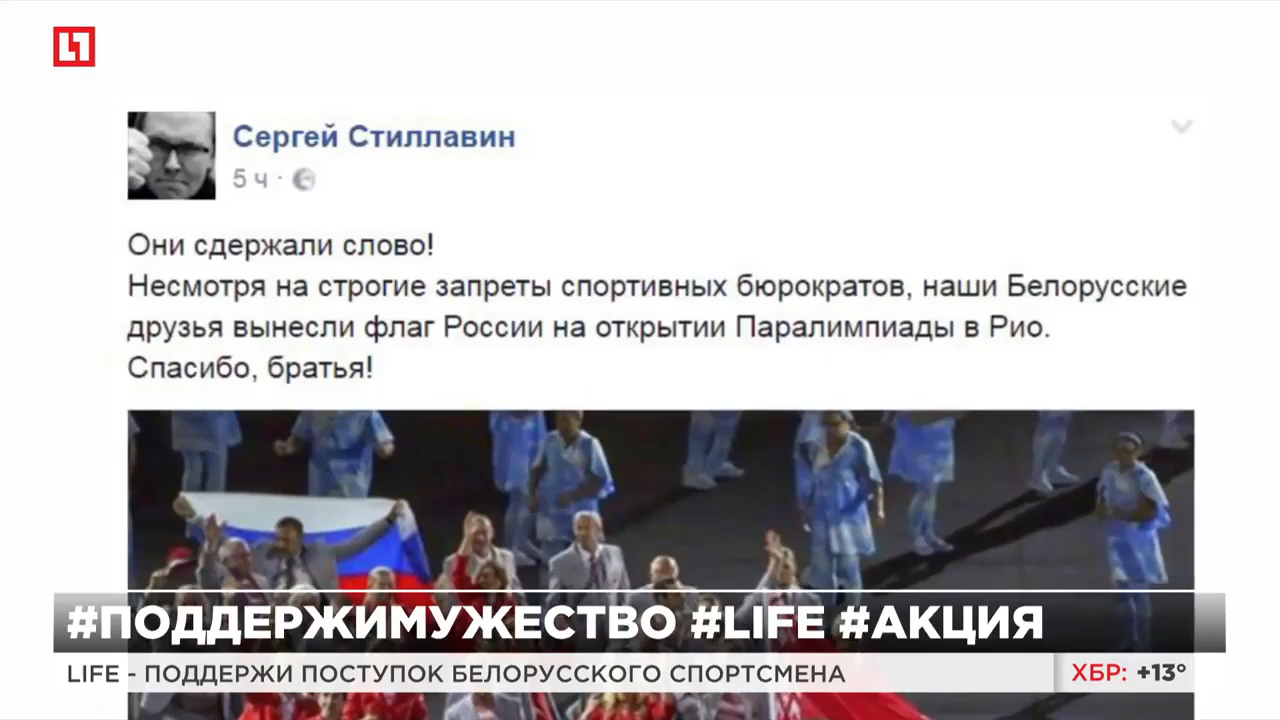 Сергей Стиллавин
5 ч ·
Они сдержали слово!
Несмотря на строгие запреты спортивных бюрократов, наши Белорусские
друзья вынесли флаг России на открытии Паралимпиады в Рио.
Спасибо, братья!
#ПОДДЕРЖИМУЖЕСТВО #LIFE #АКЦИЯ
LIFE - ПОДДЕРЖИ ПОСТУПОК БЕЛОРУССКОГО СПОРТСМЕНА
ХБР: +13°